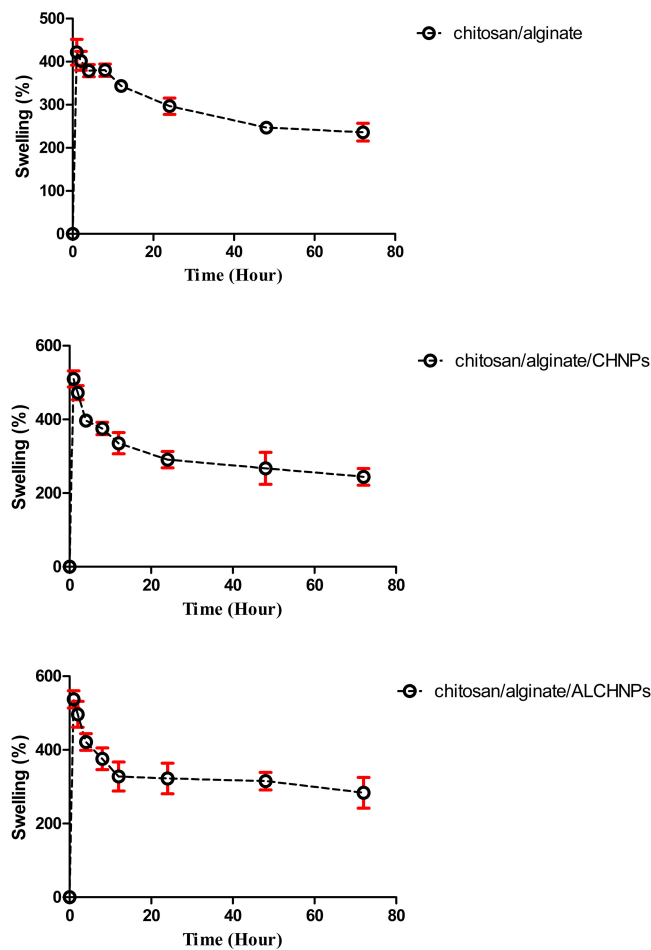 500
chitosan/alginate
400
300
200
100
0
Swelling (%)
0 20 40 60 80
Time (Hour)
600
chitosan/alginate/CHNPs
400
200
0
Swelling (%)
0 20 40 60 80
Time (Hour)
600
chitosan/alginate/ALCHNPs
400
200
0
Swelling (%)
0 20 40 60 80
Time (Hour)